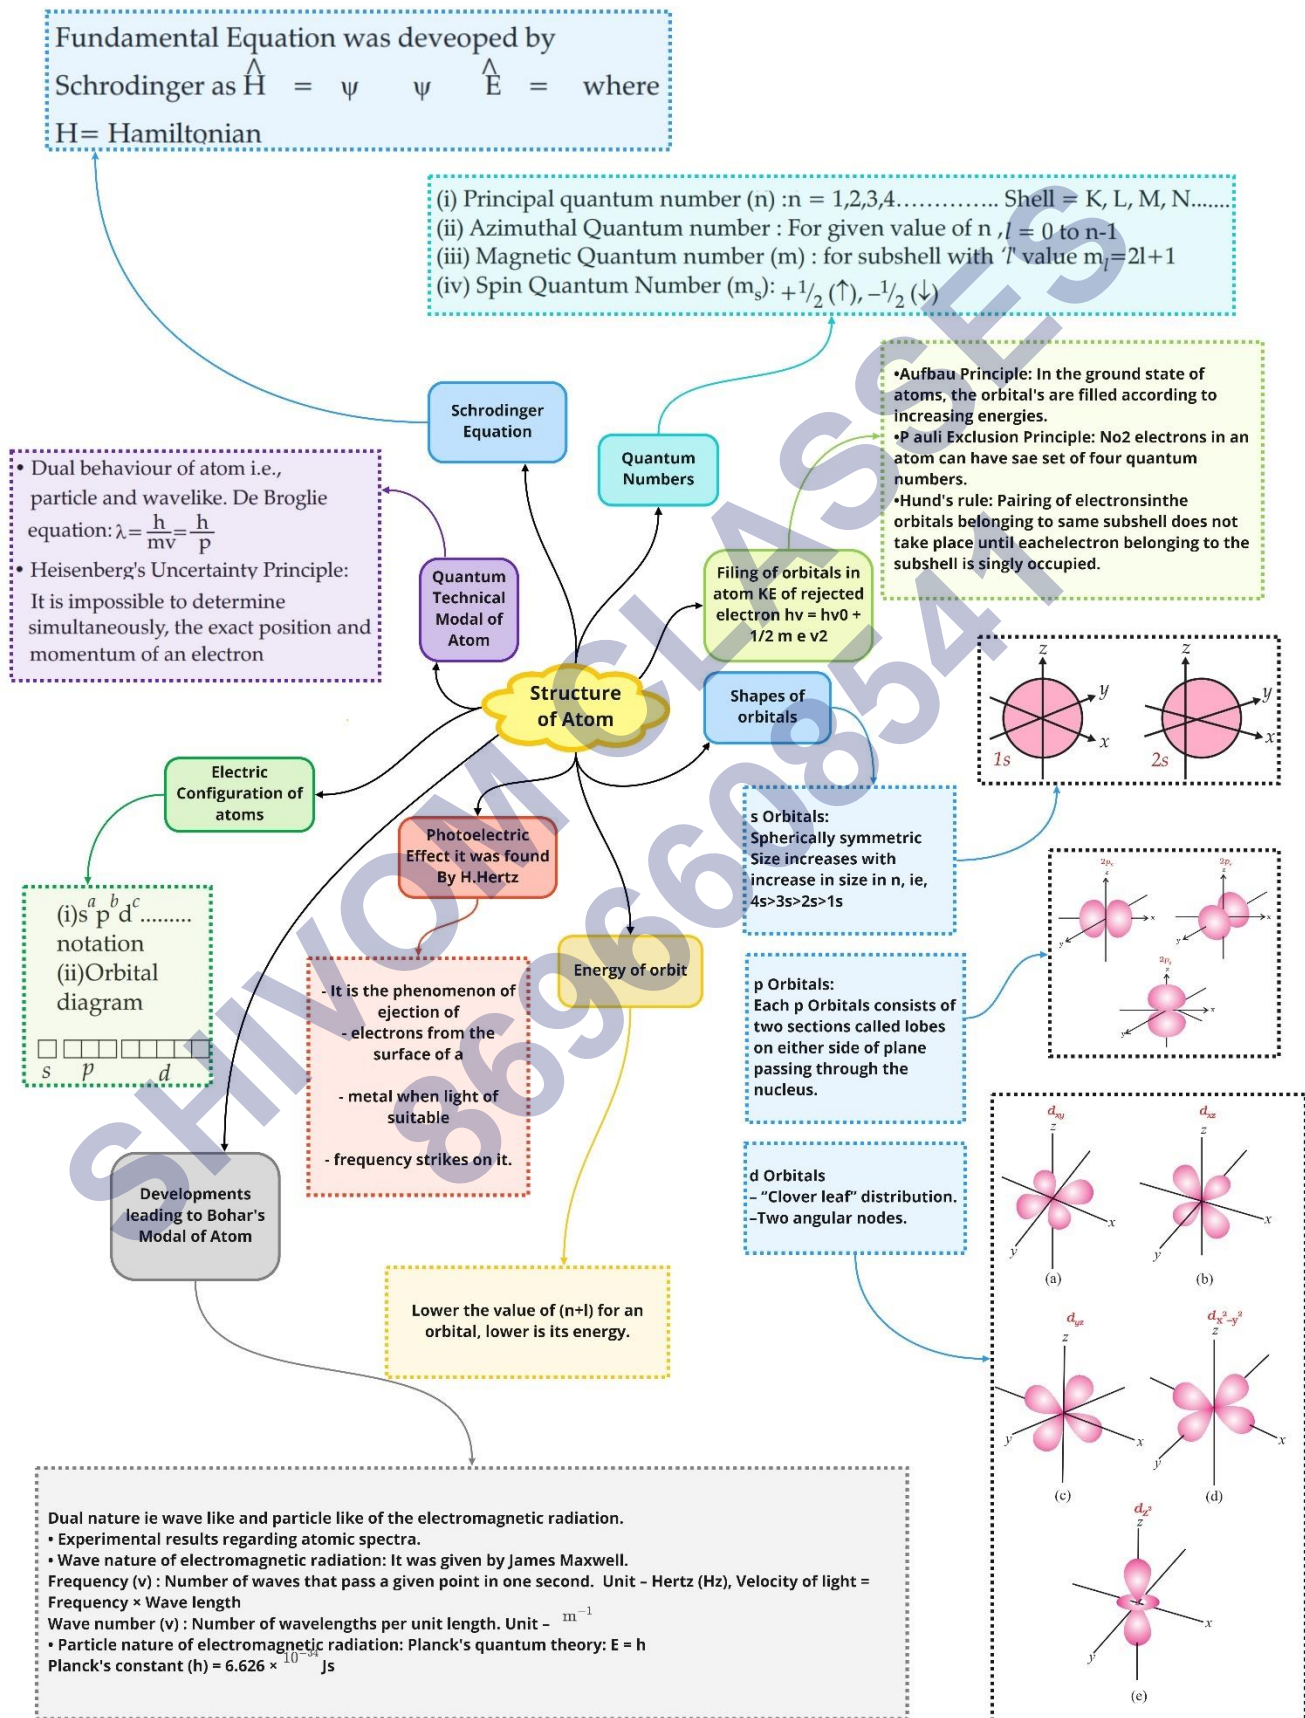 Fundamental Equation was deveoped by
Schrodinger as Ĥ = ψ ψ Ê = where
H= Hamiltonian
(i) Principal quantum number (n) :n = 1,2,3,4.............. Shell = K, L, M, N.......
(ii) Azimuthal Quantum number : For given value of n ,l = 0 to n-1
(iii) Magnetic Quantum number (m) : for subshell with 'l' value mₗ=2l+1
(iv) Spin Quantum Number (mₛ): +1/2 (↑), –1/2 (↓)
•Aufbau Principle: In the ground state of
atoms, the orbital's are filled according to
increasing energies.
•P auli Exclusion Principle: No2 electrons in an
atom can have sae set of four quantum
numbers.
•Hund's rule: Pairing of electronsinthe
orbitals belonging to same subshell does not
take place until eachelectron belonging to the
subshell is singly occupied.
Schrodinger
Equation
Quantum
Numbers
• Dual behaviour of atom i.e.,
particle and wavelike. De Broglie
equation: λ= h/mv = h/p
• Heisenberg's Uncertainty Principle:
It is impossible to determine
simultaneously, the exact position and
momentum of an electron
Quantum
Technical
Modal of
Atom
Filing of orbitals in
atom KE of rejected
electron hv = hv0 +
1/2 m e v2
Structure
of Atom
Shapes of
orbitals
z
y
x
1s
z
y
x
2s
Electric
Configuration of
atoms
Photoelectric
Effect it was found
By H.Hertz
s Orbitals:
Spherically symmetric
Size increases with
increase in size in n, ie,
4s>3s>2s>1s
(i)sᵃpᵇdᶜ.........
notation
(ii)Orbital
diagram
s p d
- It is the phenomenon of
ejection of
- electrons from the
surface of a
- metal when light of
suitable
- frequency strikes on it.
Energy of orbit
p Orbitals:
Each p Orbitals consists of
two sections called lobes
on either side of plane
passing through the
nucleus.
z
x
y
z
x
y
z
x
y
d Orbitals
– “Clover leaf” distribution.
–Two angular nodes.
Developments
leading to Bohar's
Modal of Atom
Lower the value of (n+l) for an
orbital, lower is its energy.
d_xy
z
x
y
(a)
d_xz
z
x
y
(b)
d_yz
z
x
y
(c)
d_x²–y²
z
x
y
(d)
d_z²
z
x
y
(e)
Dual nature ie wave like and particle like of the electromagnetic radiation.
• Experimental results regarding atomic spectra.
• Wave nature of electromagnetic radiation: It was given by James Maxwell.
Frequency (v) : Number of waves that pass a given point in one second. Unit – Hertz (Hz), Velocity of light =
Frequency × Wave length
Wave number (v) : Number of wavelengths per unit length. Unit – m⁻¹
• Particle nature of electromagnetic radiation: Planck's quantum theory: E = h
Planck's constant (h) = 6.626 × 10⁻³⁴ Js
SHIVOM CLASSES
8696608541